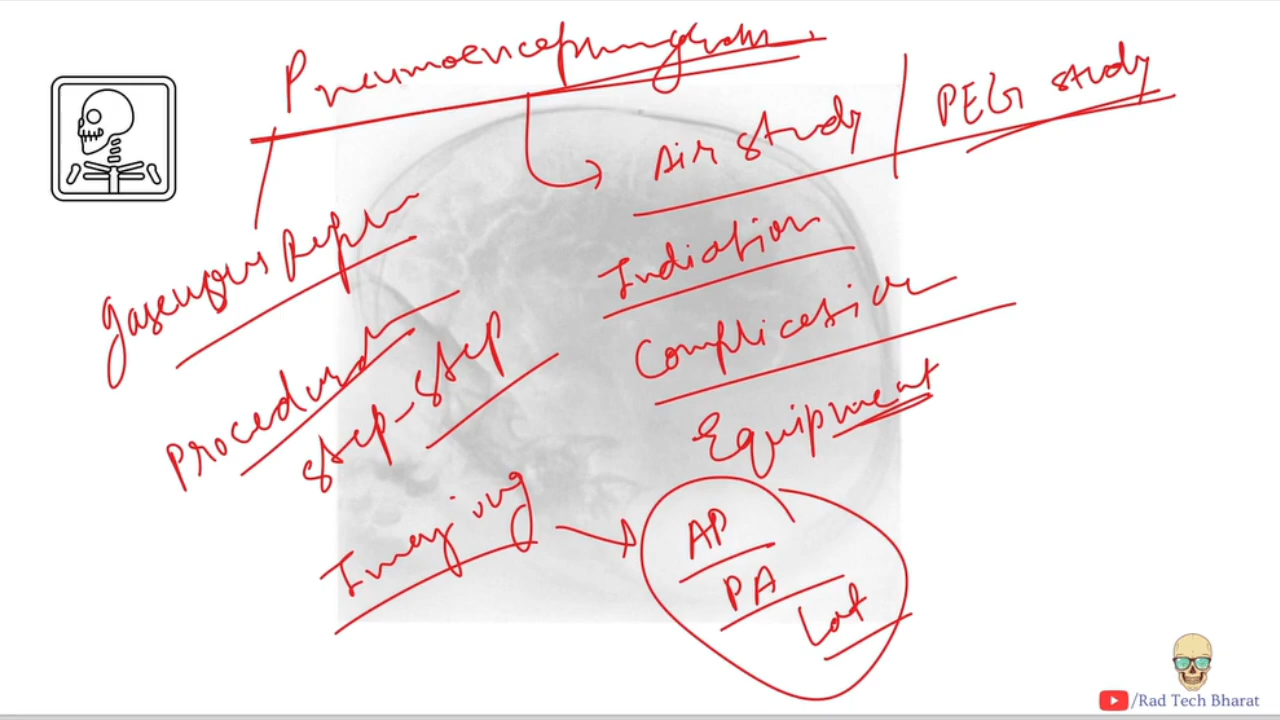 Pneumoencephalogram
Air study / PEG study
gaseous
Indication
Procedure
Complication
step-step
Equipment
Imaging
AP
PA
Lat
/Rad Tech Bharat